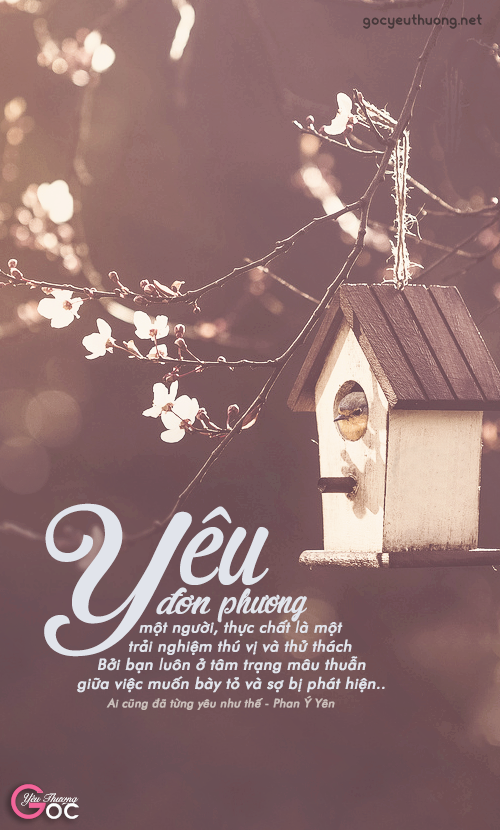 gocyeuthuong.net
Yêu
đơn phương
một người, thực chất là một
trải nghiệm thú vị và thử thách
Bởi bạn luôn ở tâm trạng mâu thuẫn
giữa việc muốn bày tỏ và sợ bị phát hiện..
Ai cũng đã từng yêu như thế - Phan Ý Yên
Yêu Thương
GOC